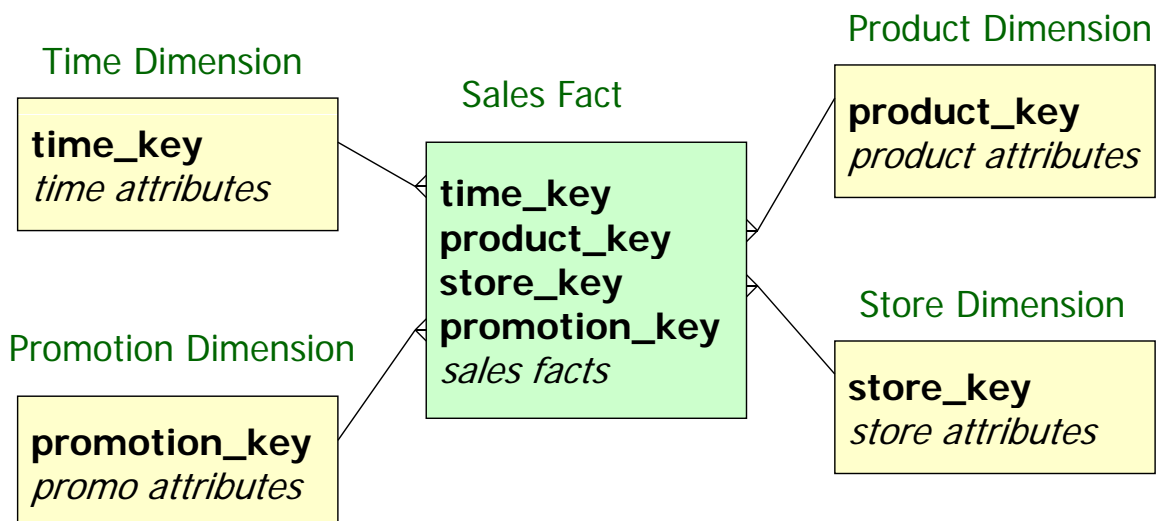 Time Dimension
time_key
time attributes
Promotion Dimension
promotion_key
promo attributes
Sales Fact
time_key
product_key
store_key
promotion_key
sales facts
Product Dimension
product_key
product attributes
Store Dimension
store_key
store attributes